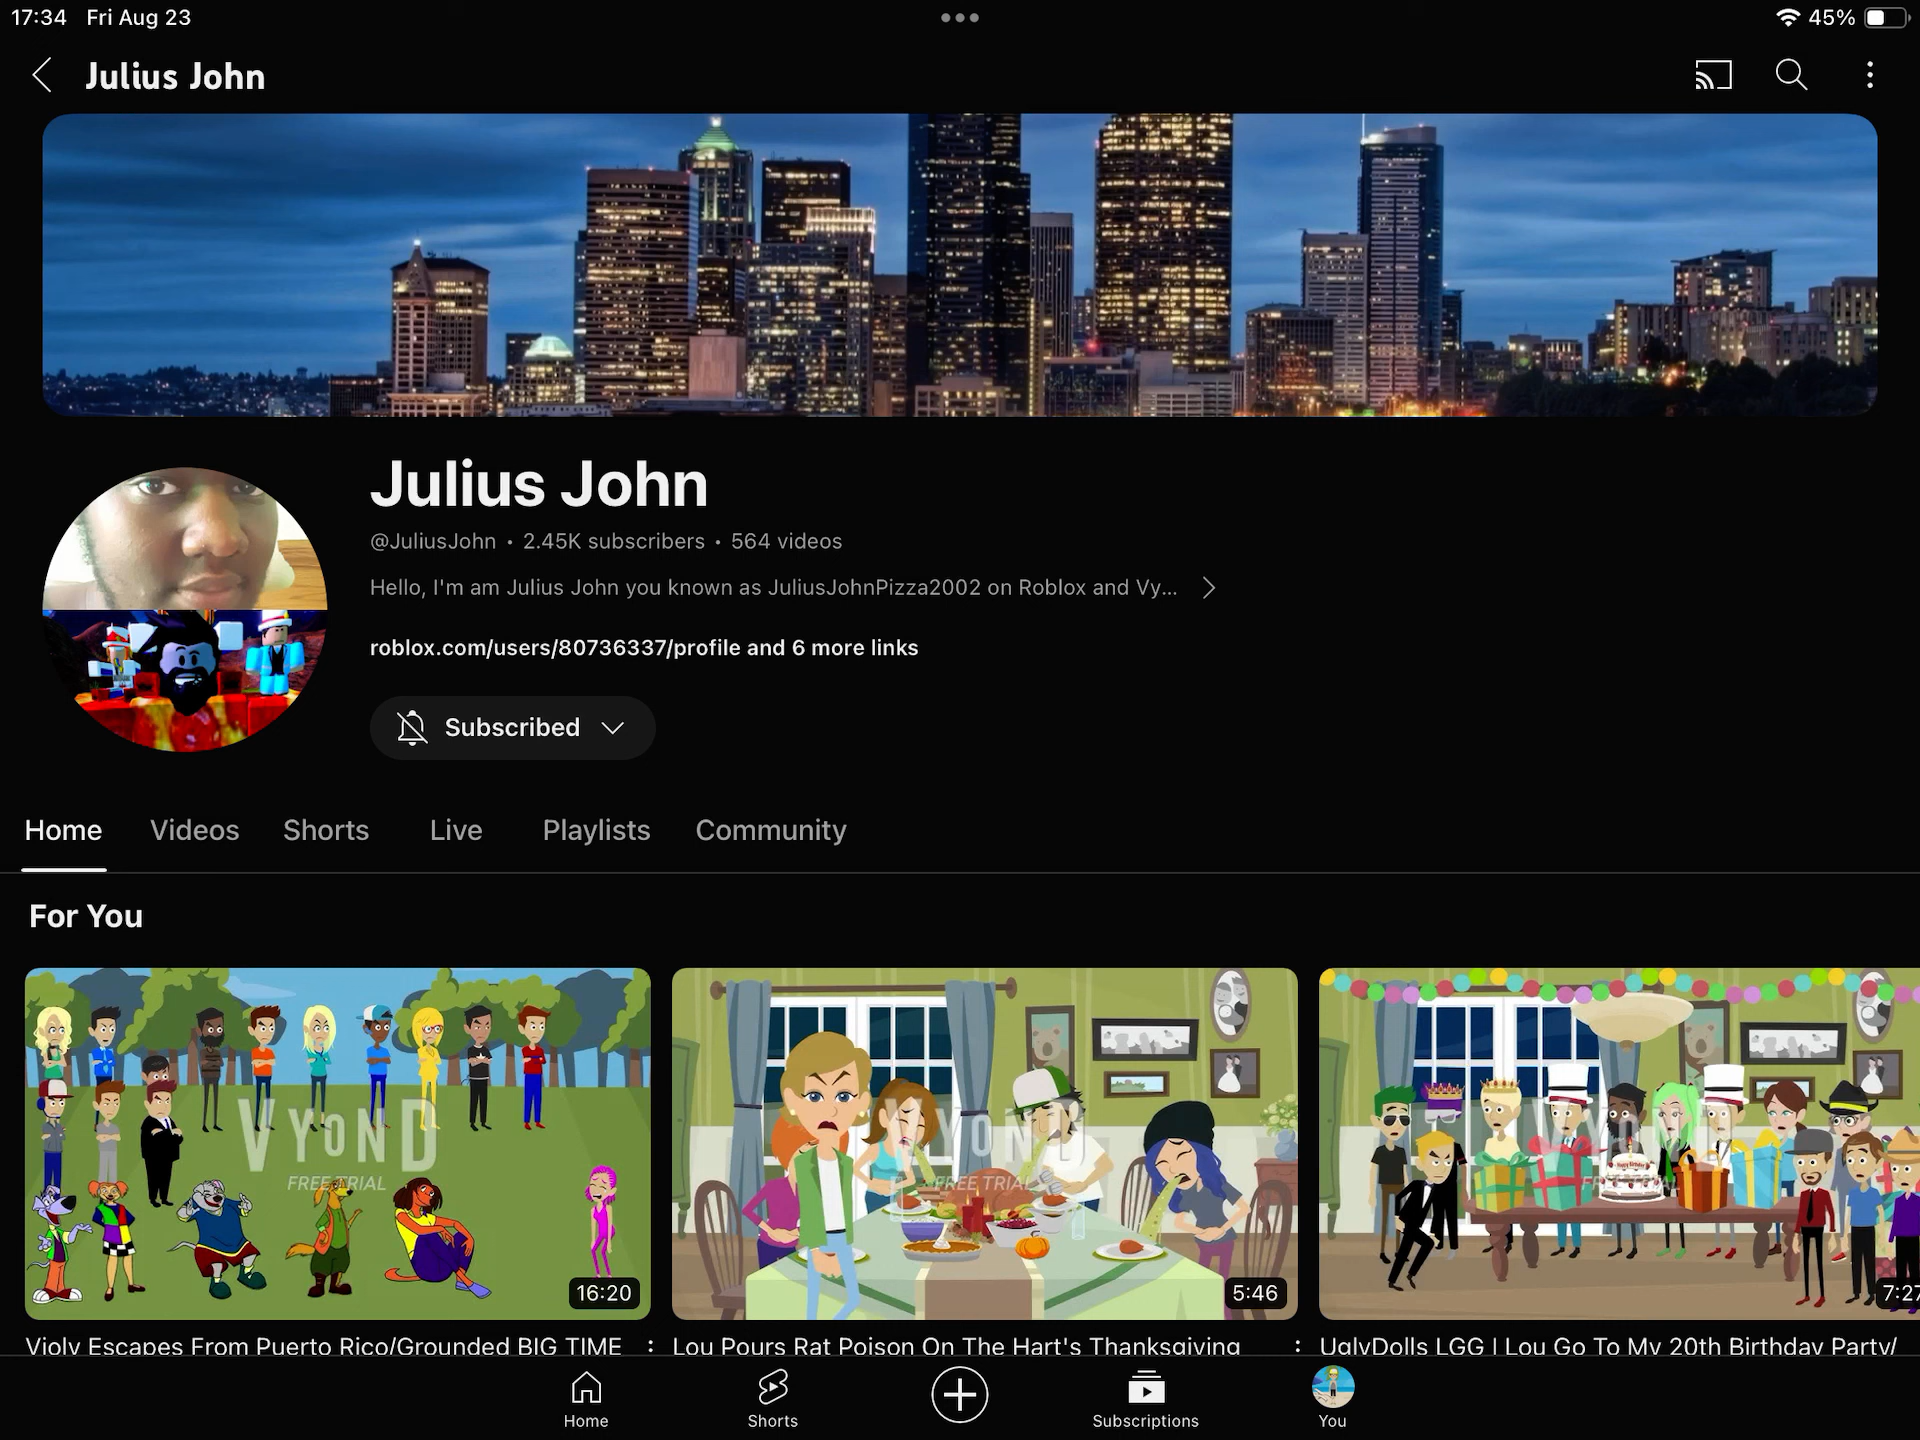 17:34 Fri Aug 23
45%
Julius John
Julius John
@JuliusJohn • 2.45K subscribers • 564 videos
Hello, I'm am Julius John you known as JuliusJohnPizza2002 on Roblox and Vy...
roblox.com/users/80736337/profile and 6 more links
Subscribed
Home Videos Shorts Live Playlists Community
For You
VYOND
FREE TRIAL
16:20
VYOND
FREE TRIAL
5:46
VYOND
FREE TRIAL
7:27
Violy Escapes From Puerto Rico/Grounded BIG TIME
Lou Pours Rat Poison On The Hart's Thanksgiving
UglyDolls LGG | Lou Go To My 20th Birthday Party/
Home Shorts Subscriptions You